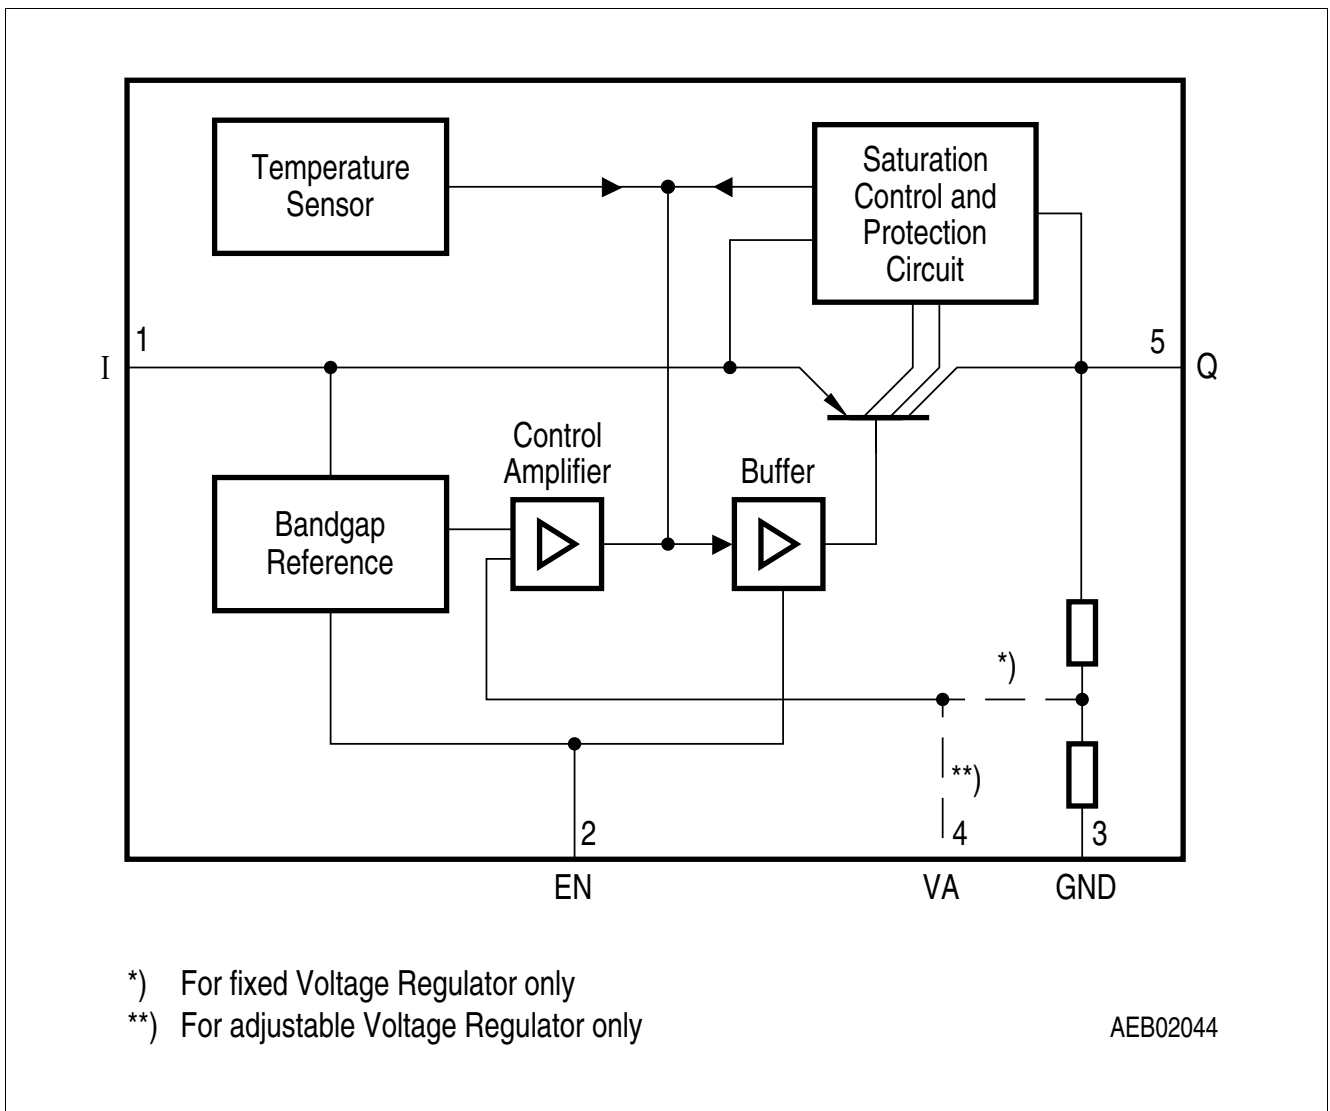 Temperature
Sensor
Saturation
Control and
Protection
Circuit
1
I
5
Q
Control
Amplifier
Buffer
Bandgap
Reference
*)
**)
2
4
3
EN
VA
GND
*) For fixed Voltage Regulator only
**) For adjustable Voltage Regulator only
AEB02044